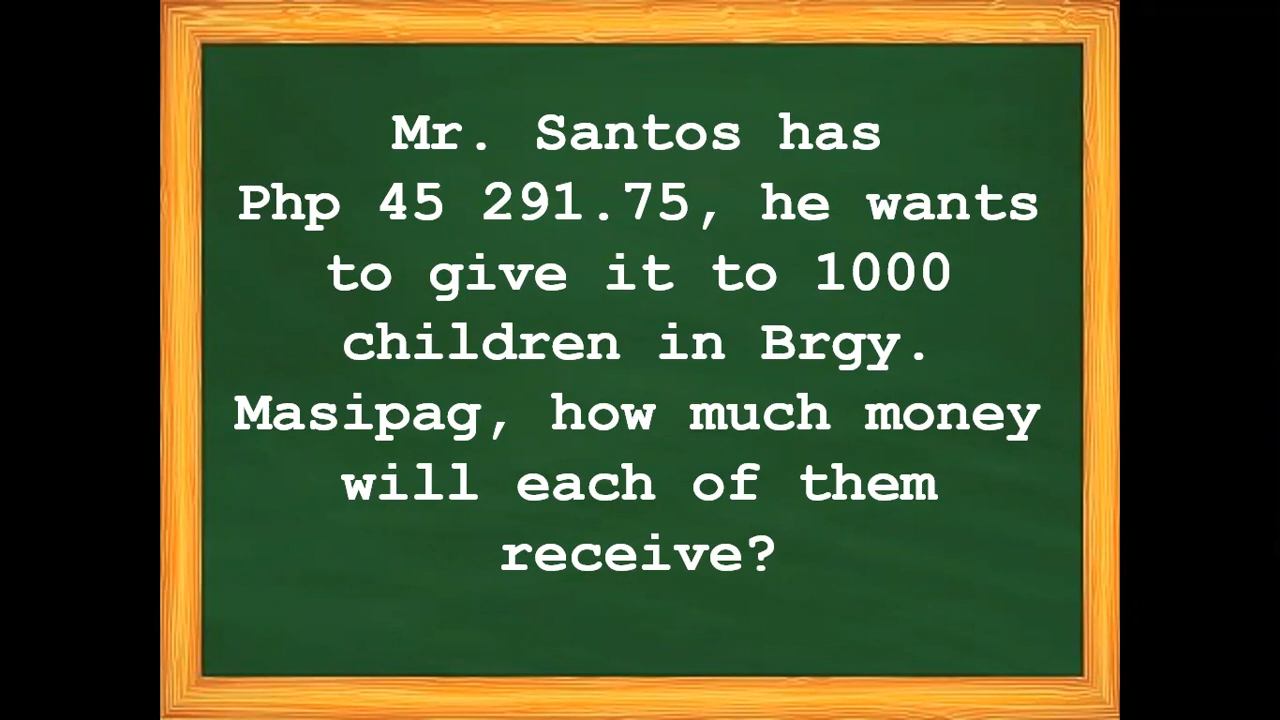 Mr. Santos has
Php 45 291.75, he wants
to give it to 1000
children in Brgy.
Masipag, how much money
will each of them
receive?